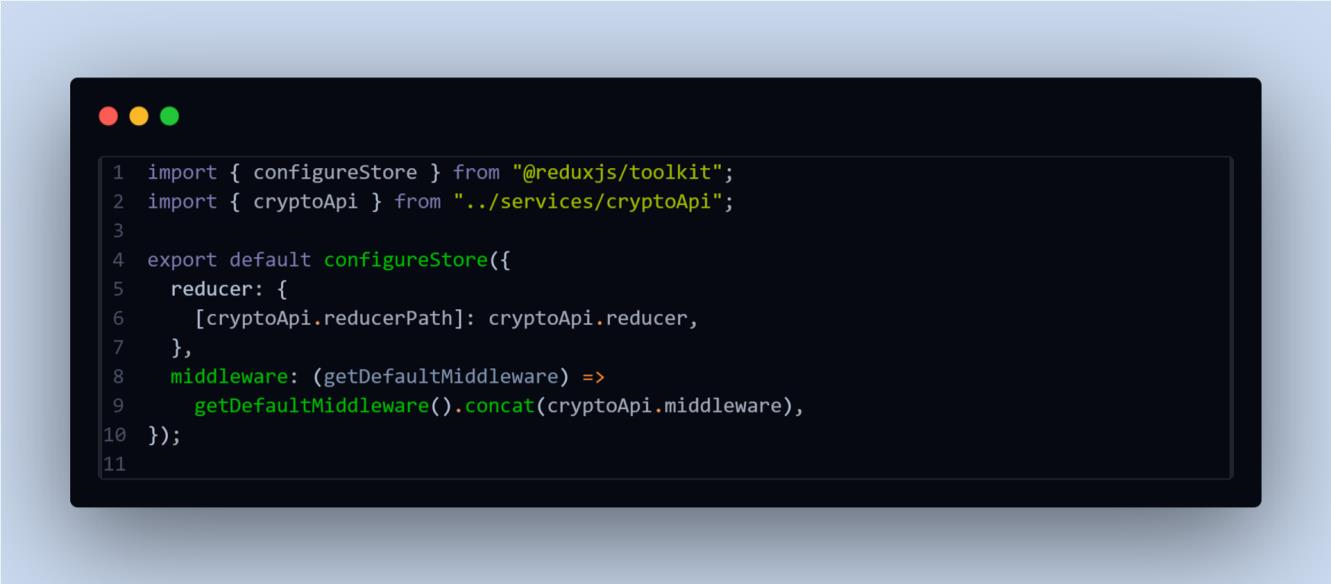 1 import { configureStore } from "@reduxjs/toolkit";
2 import { cryptoApi } from "../services/cryptoApi";
3
4 export default configureStore({
5   reducer: {
6     [cryptoApi.reducerPath]: cryptoApi.reducer,
7   },
8   middleware: (getDefaultMiddleware) =>
9     getDefaultMiddleware().concat(cryptoApi.middleware),
10 });
11